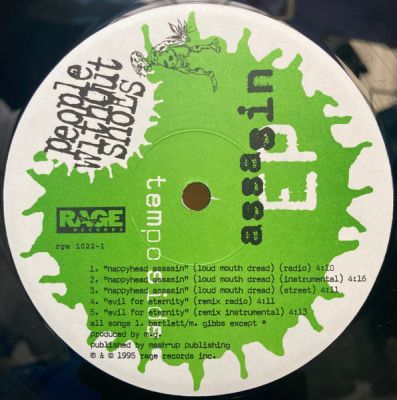 people
without
shoes
assassin
EP
tempo
RAGE
RECORDS
rge 1022-1
1. "nappyhead assasin" (loud mouth dread) (radio) 4:10
2. "nappyhead assasin" (loud mouth dread) (instrumental) 4:16
3. "nappyhead assasin" (loud mouth dread) (street) 4:11
4. "evil for eternity" (remix radio) 4:11
5. "evil for eternity" (remix instrumental) 4:13
all songs l. bartlett/m. gibbs except *
produced by m.g.
published by mash-up publishing
℗ & © 1995 rage records inc.